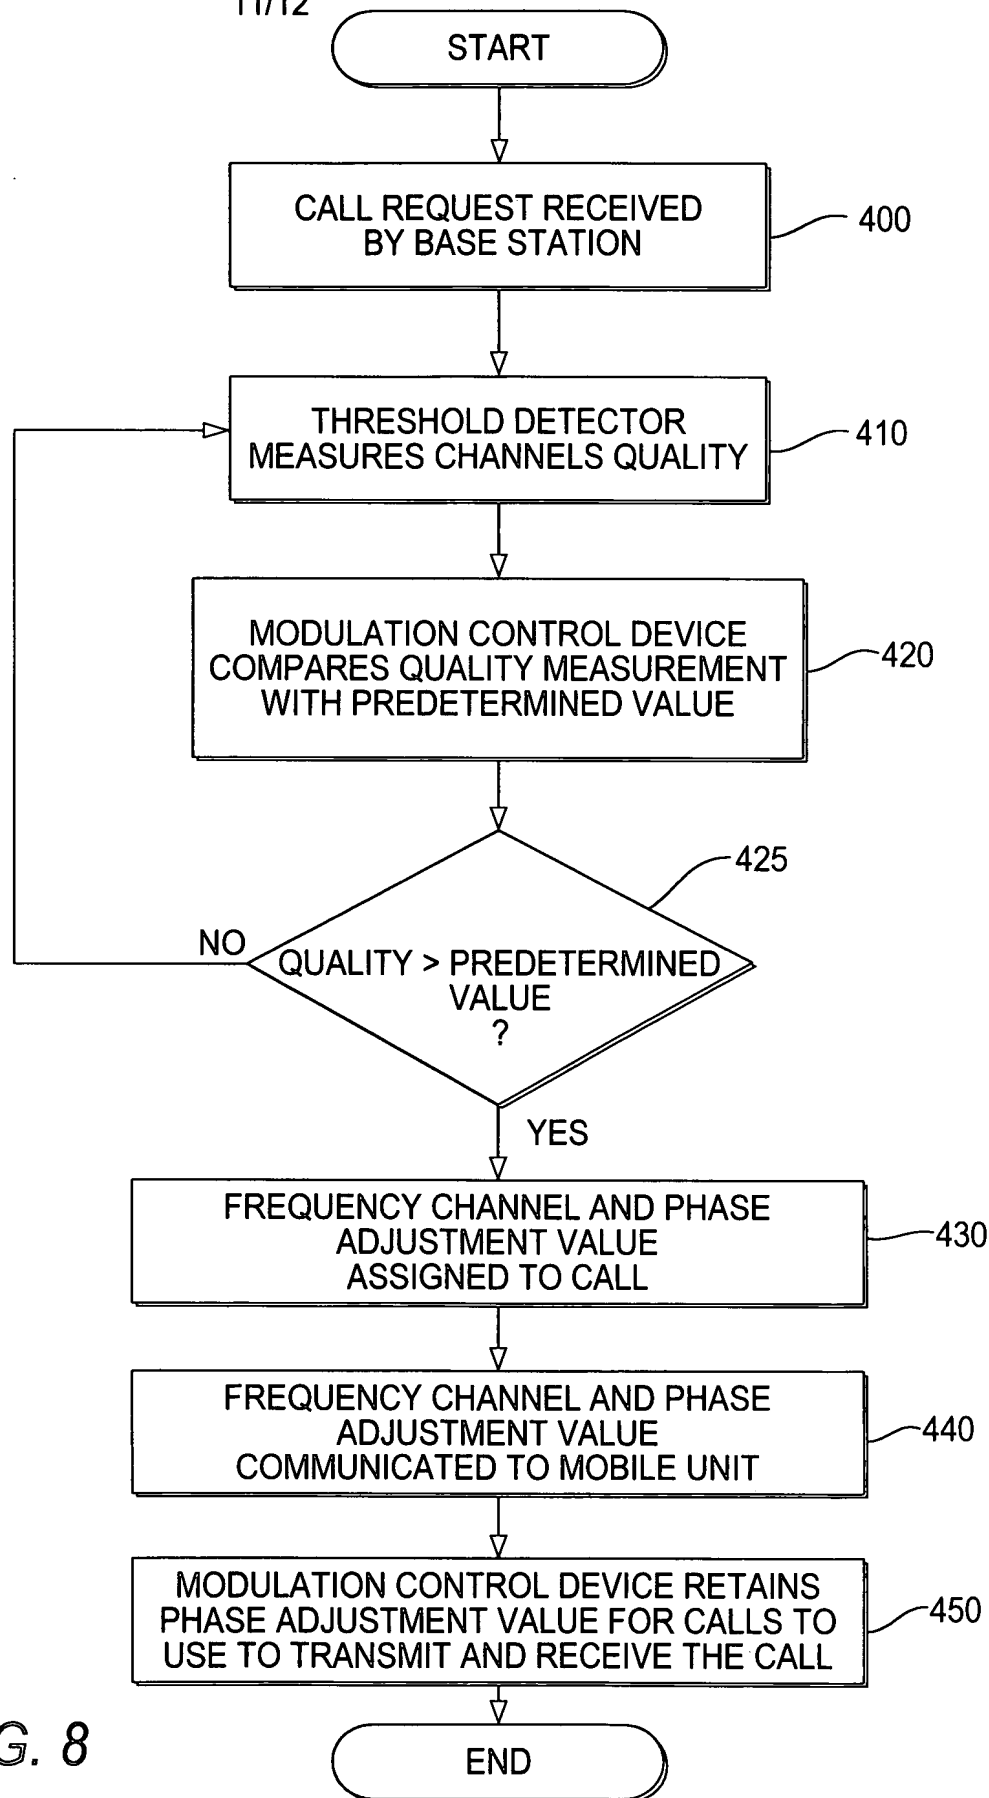 11/12
START
CALL REQUEST RECEIVED
BY BASE STATION
400
THRESHOLD DETECTOR
MEASURES CHANNELS QUALITY
410
MODULATION CONTROL DEVICE
COMPARES QUALITY MEASUREMENT
WITH PREDETERMINED VALUE
420
425
NO
QUALITY > PREDETERMINED
VALUE
?
YES
FREQUENCY CHANNEL AND PHASE
ADJUSTMENT VALUE
ASSIGNED TO CALL
430
FREQUENCY CHANNEL AND PHASE
ADJUSTMENT VALUE
COMMUNICATED TO MOBILE UNIT
440
MODULATION CONTROL DEVICE RETAINS
PHASE ADJUSTMENT VALUE FOR CALLS TO
USE TO TRANSMIT AND RECEIVE THE CALL
450
G. 8
END